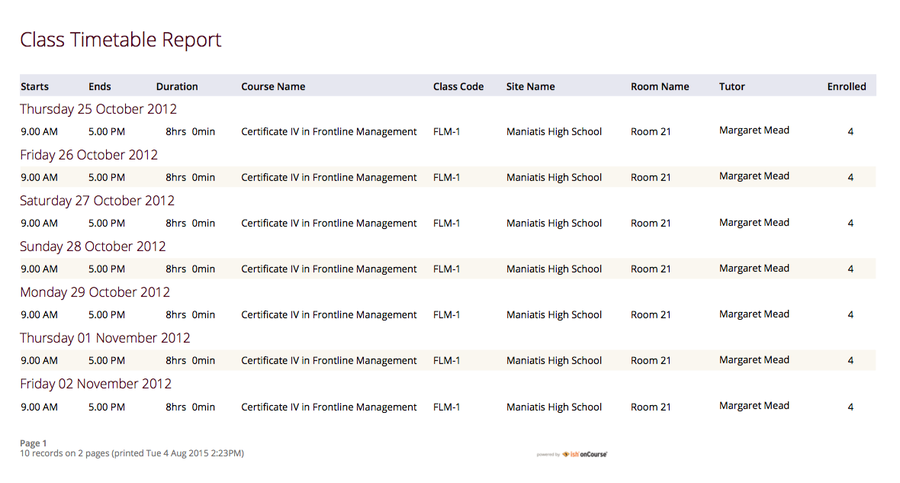 Class Timetable Report
Starts Ends Duration Course Name Class Code Site Name Room Name Tutor Enrolled
Thursday 25 October 2012
9.00 AM 5.00 PM 8hrs 0min Certificate IV in Frontline Management FLM-1 Maniatis High School Room 21 Margaret Mead 4
Friday 26 October 2012
9.00 AM 5.00 PM 8hrs 0min Certificate IV in Frontline Management FLM-1 Maniatis High School Room 21 Margaret Mead 4
Saturday 27 October 2012
9.00 AM 5.00 PM 8hrs 0min Certificate IV in Frontline Management FLM-1 Maniatis High School Room 21 Margaret Mead 4
Sunday 28 October 2012
9.00 AM 5.00 PM 8hrs 0min Certificate IV in Frontline Management FLM-1 Maniatis High School Room 21 Margaret Mead 4
Monday 29 October 2012
9.00 AM 5.00 PM 8hrs 0min Certificate IV in Frontline Management FLM-1 Maniatis High School Room 21 Margaret Mead 4
Thursday 01 November 2012
9.00 AM 5.00 PM 8hrs 0min Certificate IV in Frontline Management FLM-1 Maniatis High School Room 21 Margaret Mead 4
Friday 02 November 2012
9.00 AM 5.00 PM 8hrs 0min Certificate IV in Frontline Management FLM-1 Maniatis High School Room 21 Margaret Mead 4
Page 1
10 records on 2 pages (printed Tue 4 Aug 2015 2:23PM) powered by ish onCourse